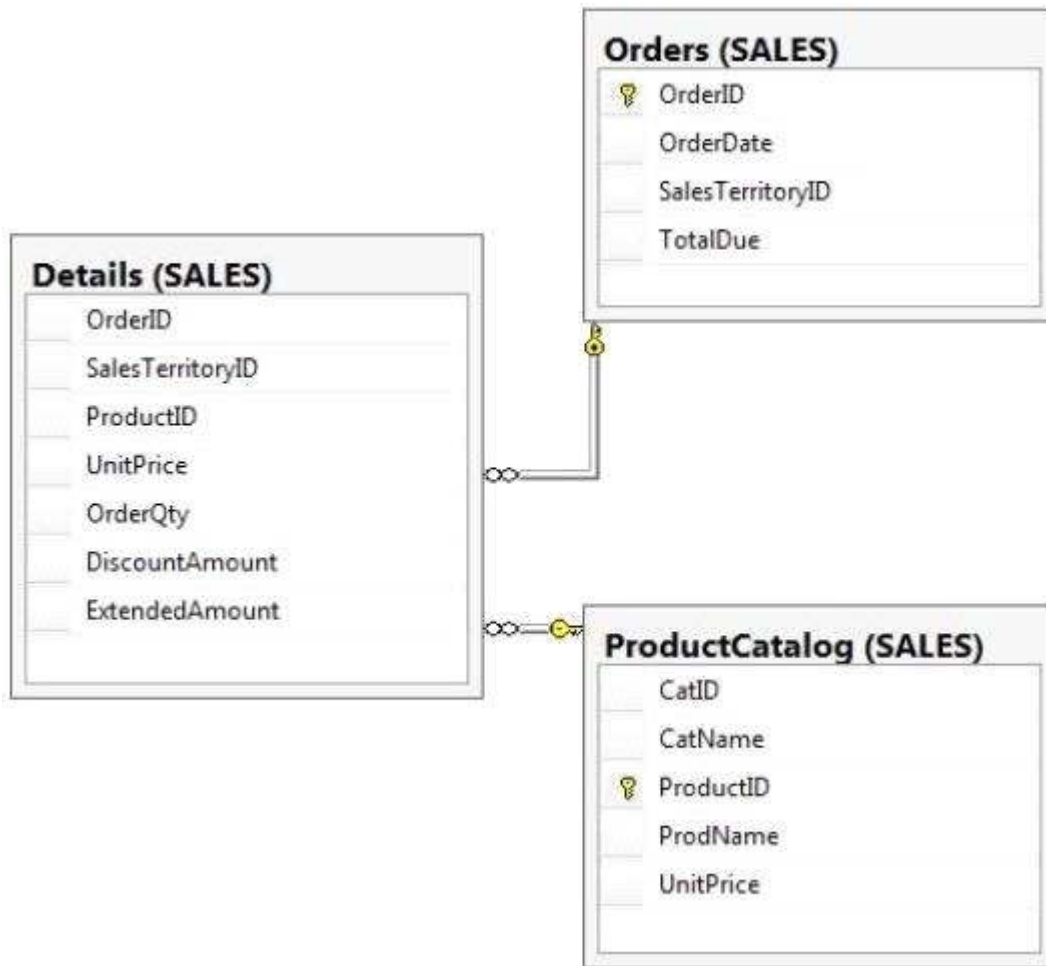 Orders (SALES)
OrderID
OrderDate
SalesTerritoryID
TotalDue
Details (SALES)
OrderID
SalesTerritoryID
ProductID
UnitPrice
OrderQty
DiscountAmount
ExtendedAmount
ProductCatalog (SALES)
CatID
CatName
ProductID
ProdName
UnitPrice